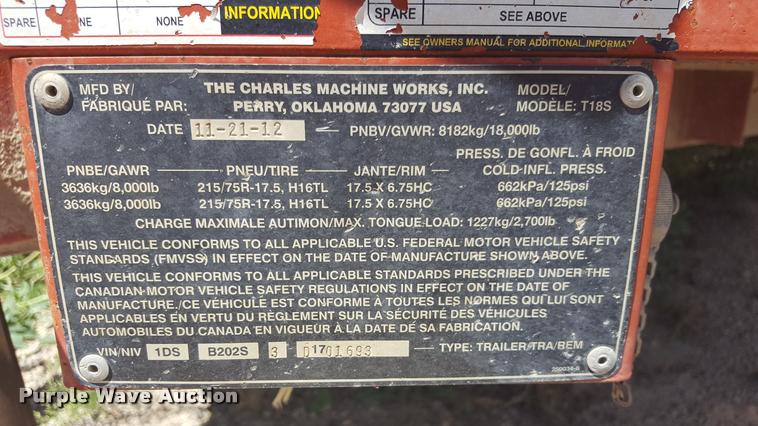 SPARE NONE NONE INFORMATION SPARE SEE ABOVE
SEE OWNERS MANUAL FOR ADDITIONAL INFORMATI
MFD BY/ THE CHARLES MACHINE WORKS, INC. MODEL/
FABRIQUÉ PAR: PERRY, OKLAHOMA 73077 USA MODÈLE: T18S
DATE 11-21-12 PNBV/GVWR: 8182kg/18,000lb
PRESS. DE GONFL. À FROID
PNBE/GAWR PNEU/TIRE JANTE/RIM COLD INFL. PRESS.
3636kg/8,000lb 215/75R-17.5, H16TL 17.5 X 6.75HC 662kPa/125psi
3636kg/8,000lb 215/75R-17.5, H16TL 17.5 X 6.75HC 662kPa/125psi
CHARGE MAXIMALE AUTIMON/MAX. TONGUE LOAD: 1227kg/2,700lb
THIS VEHICLE CONFORMS TO ALL APPLICABLE U.S. FEDERAL MOTOR VEHICLE SAFETY
STANDARDS (FMVSS) IN EFFECT ON THE DATE OF MANUFACTURE SHOWN ABOVE.
THIS VEHICLE CONFORMS TO ALL APPLICABLE STANDARDS PRESCRIBED UNDER THE
CANADIAN MOTOR VEHICLE SAFETY REGULATIONS IN EFFECT ON THE DATE OF
MANUFACTURE./CE VÉHICULE EST CONFORME À TOUTES LES NORMES QUI LUI SONT
APPLICABLES EN VERTU DU RÈGLEMENT SUR LA SÉCURITÉ DES VÉHICULES
AUTOMOBILES DU CANADA EN VIGUEUR À LA DATE DE SA FABRICATION.
VIN/NIV 1DS B202S 3 D1701693 TYPE: TRAILER/TRA/REM
350034-8
Purple Wave Auction